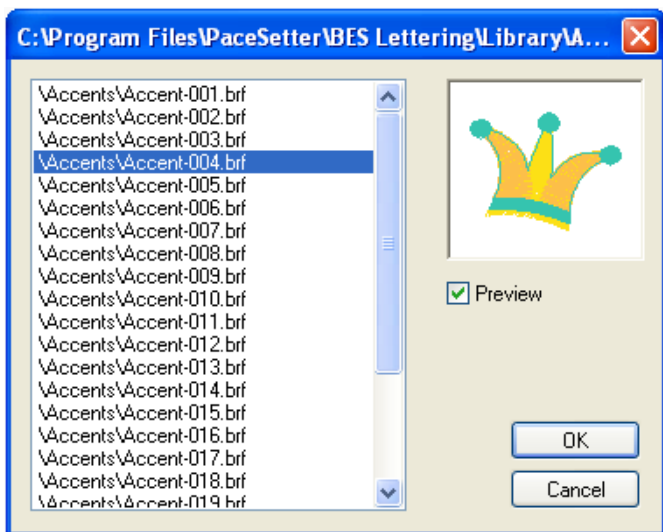 C:\Program Files\PaceSetter\BES Lettering\Library\A...
\Accents\Accent-001.brf
\Accents\Accent-002.brf
\Accents\Accent-003.brf
\Accents\Accent-004.brf
\Accents\Accent-005.brf
\Accents\Accent-006.brf
\Accents\Accent-007.brf
\Accents\Accent-008.brf
\Accents\Accent-009.brf
\Accents\Accent-010.brf
\Accents\Accent-011.brf
\Accents\Accent-012.brf
\Accents\Accent-013.brf
\Accents\Accent-014.brf
\Accents\Accent-015.brf
\Accents\Accent-016.brf
\Accents\Accent-017.brf
\Accents\Accent-018.brf
\Accents\Accent-019.brf
Preview
OK
Cancel